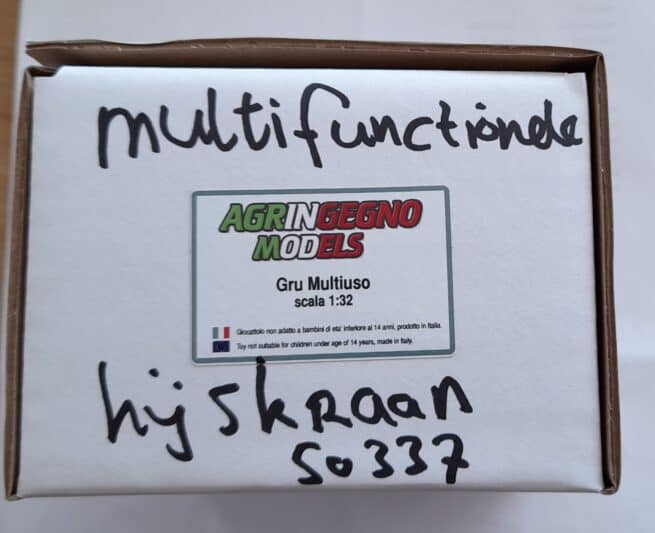 multifunctionele
AGRINGEGNO
MODELS
Gru Multiuso
scala 1:32
Giocattolo non adatto a bambini di eta' inferiore ai 14 anni, prodotto in Italia.
Toy not suitable for children under age of 14 years, made in Italy.
hijskraan
50337